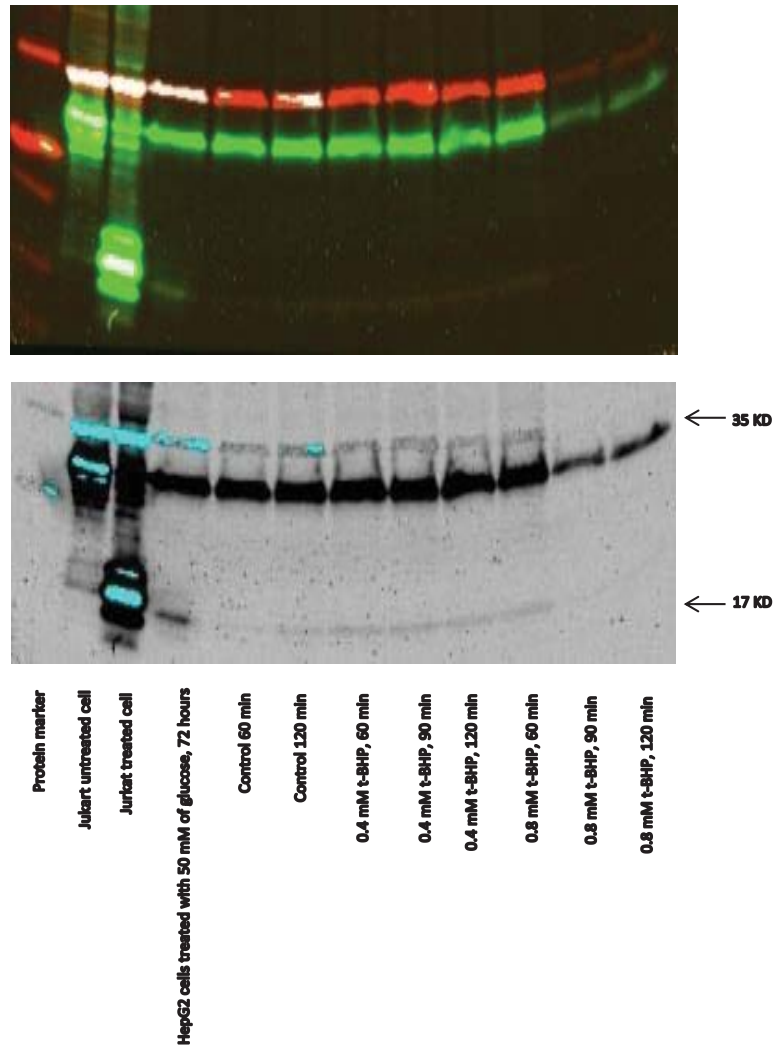 35 KD
17 KD
Protein marker
Jukart untreated cell
Jurkat treated cell
HepG2 cells treated with 50 mM of glucose, 72 hours
Control 60 min
Control 120 min
0.4 mM t-BHP, 60 min
0.4 mM t-BHP, 90 min
0.4 mM t-BHP, 120 min
0.8 mM t-BHP, 60 min
0.8 mM t-BHP, 90 min
0.8 mM t-BHP, 120 min